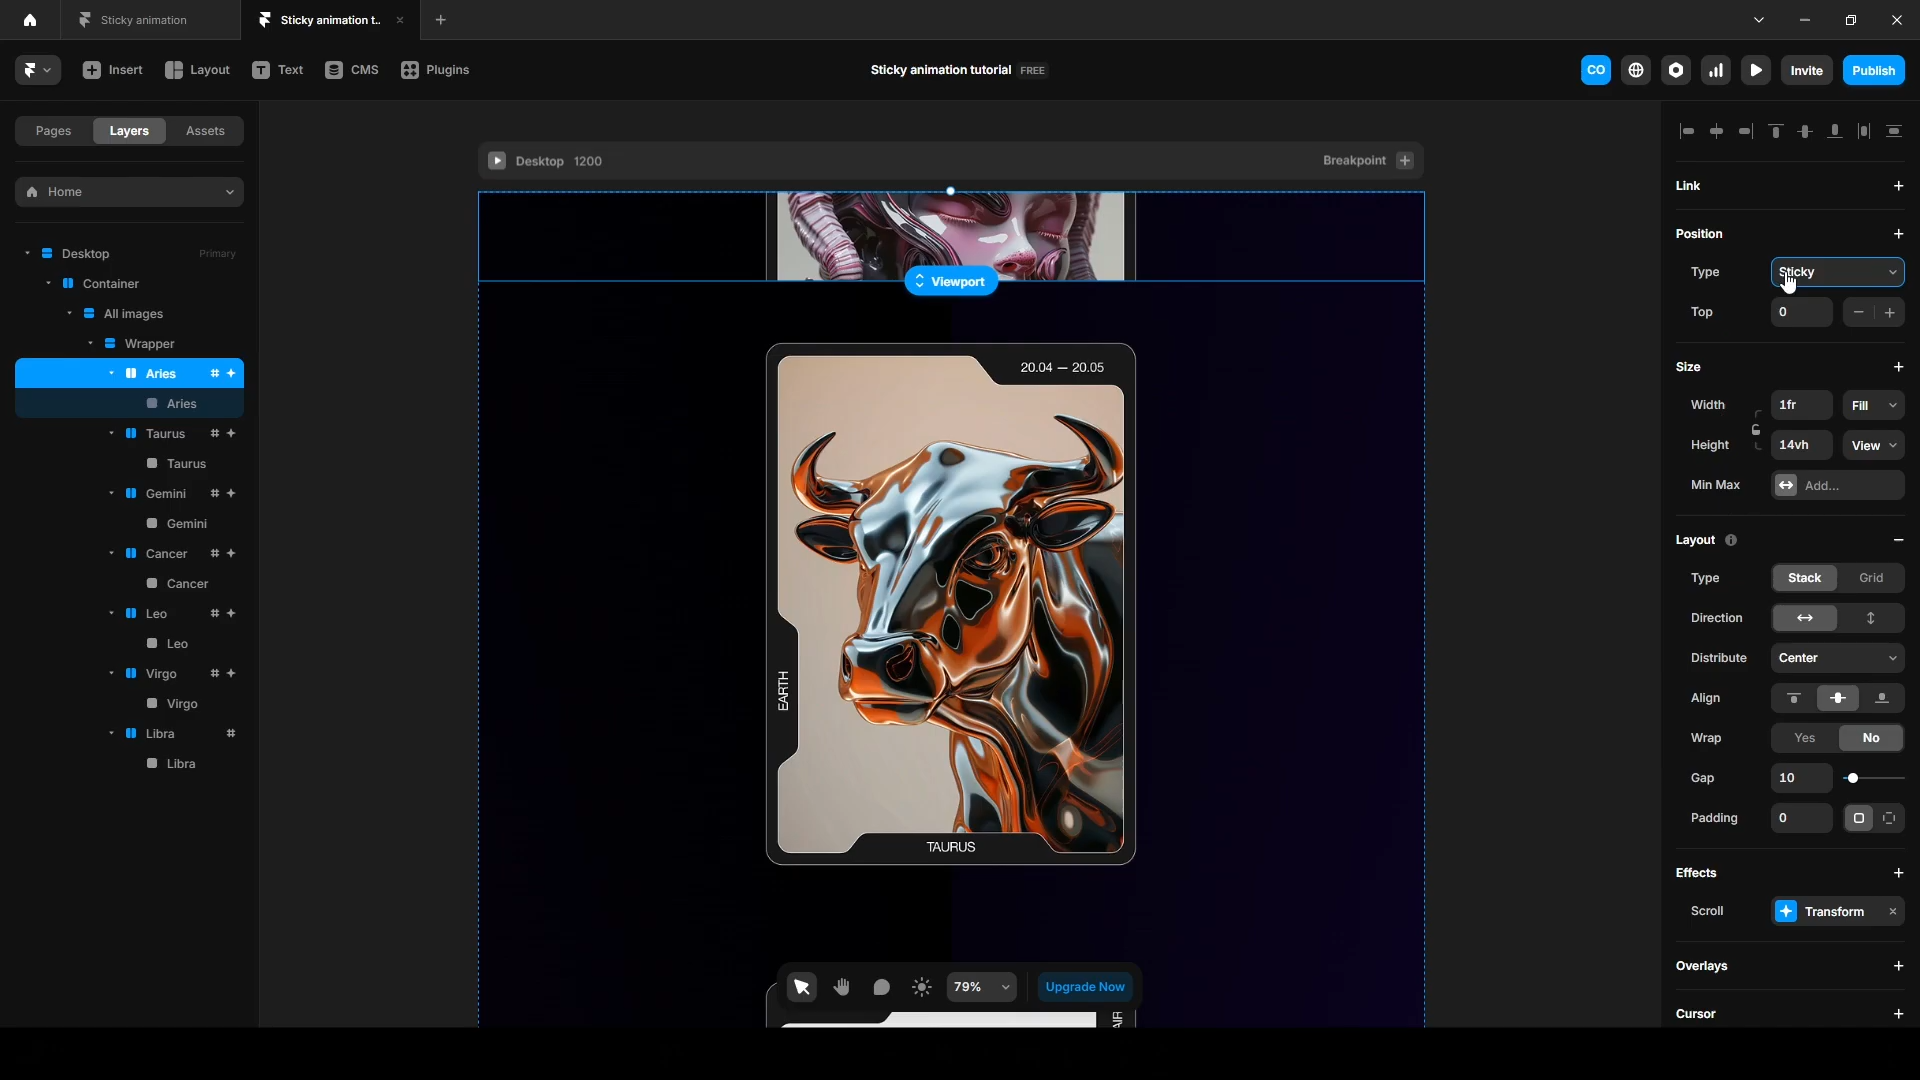 Sticky animation
Sticky animation t..
Insert
Layout
Text
CMS
Plugins
Sticky animation tutorial
FREE
CO
Invite
Publish
Pages
Layers
Assets
Home
Desktop
Primary
Container
All images
Wrapper
Aries
Aries
Taurus
Taurus
Gemini
Gemini
Cancer
Cancer
Leo
Leo
Virgo
Virgo
Libra
Libra
Desktop 1200
Breakpoint
Viewport
20.04 — 20.05
EARTH
TAURUS
AIR
79%
Upgrade Now
Link
Position
Type
Sticky
Top
0
Size
Width
1fr
Fill
Height
14vh
View
Min Max
Add...
Layout
Type
Stack
Grid
Direction
Distribute
Center
Align
Wrap
Yes
No
Gap
10
Padding
0
Effects
Scroll
Transform
Overlays
Cursor